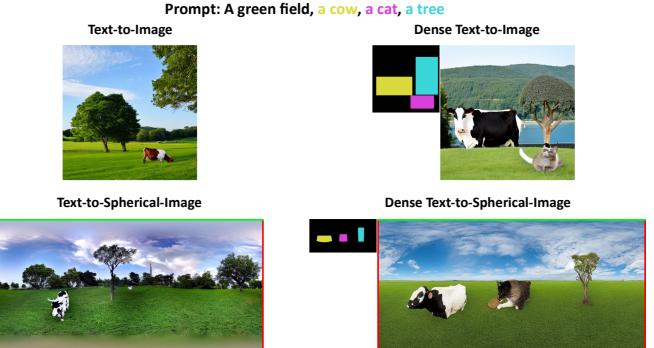 Prompt: A green field, a cow, a cat, a tree
Text-to-Image
Dense Text-to-Image
Text-to-Spherical-Image
Dense Text-to-Spherical-Image